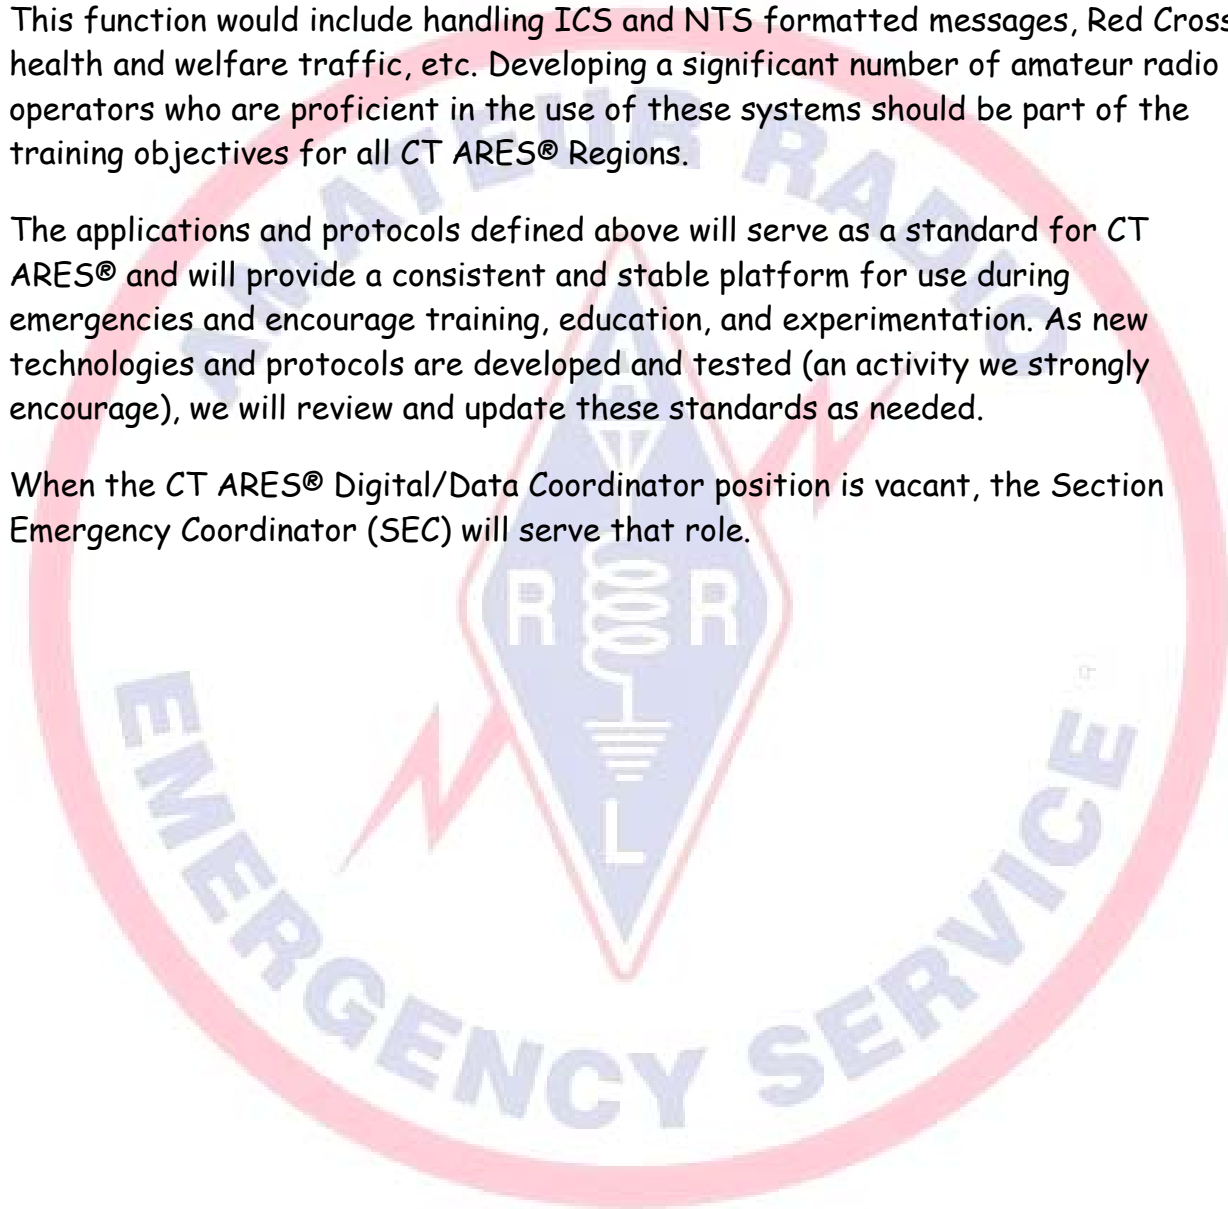 This function would include handling ICS and NTS formatted messages, Red Cross
health and welfare traffic, etc. Developing a significant number of amateur radio
operators who are proficient in the use of these systems should be part of the
training objectives for all CT ARES® Regions.
The applications and protocols defined above will serve as a standard for CT
ARES® and will provide a consistent and stable platform for use during
emergencies and encourage training, education, and experimentation. As new
technologies and protocols are developed and tested (an activity we strongly
encourage), we will review and update these standards as needed.
When the CT ARES® Digital/Data Coordinator position is vacant, the Section
Emergency Coordinator (SEC) will serve that role.
AMATEUR RADIO
A
R R
L
EMERGENCY SERVICE